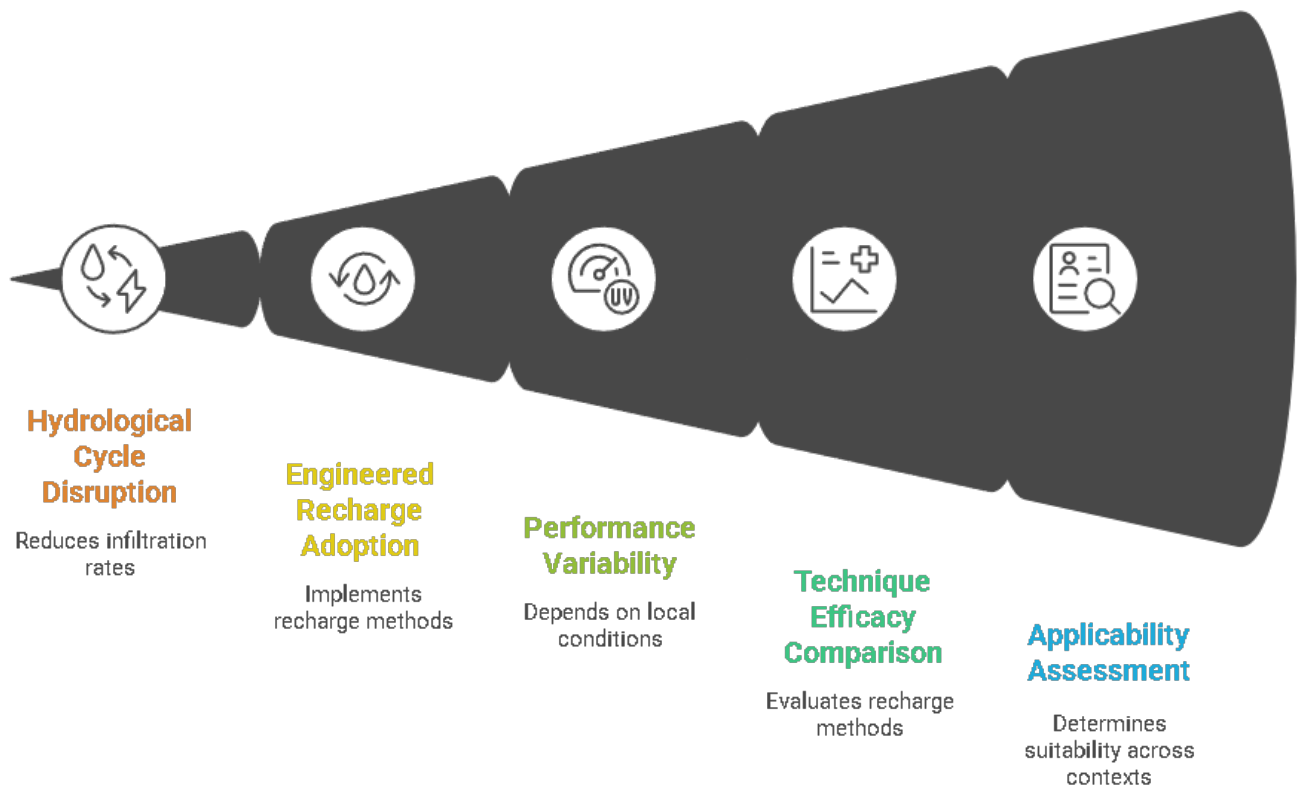 UV
Hydrological
Cycle
Disruption
Reduces infiltration
rates
Engineered
Recharge
Adoption
Implements
recharge methods
Performance
Variability
Depends on local
conditions
Technique
Efficacy
Comparison
Evaluates recharge
methods
Applicability
Assessment
Determines
suitability across
contexts